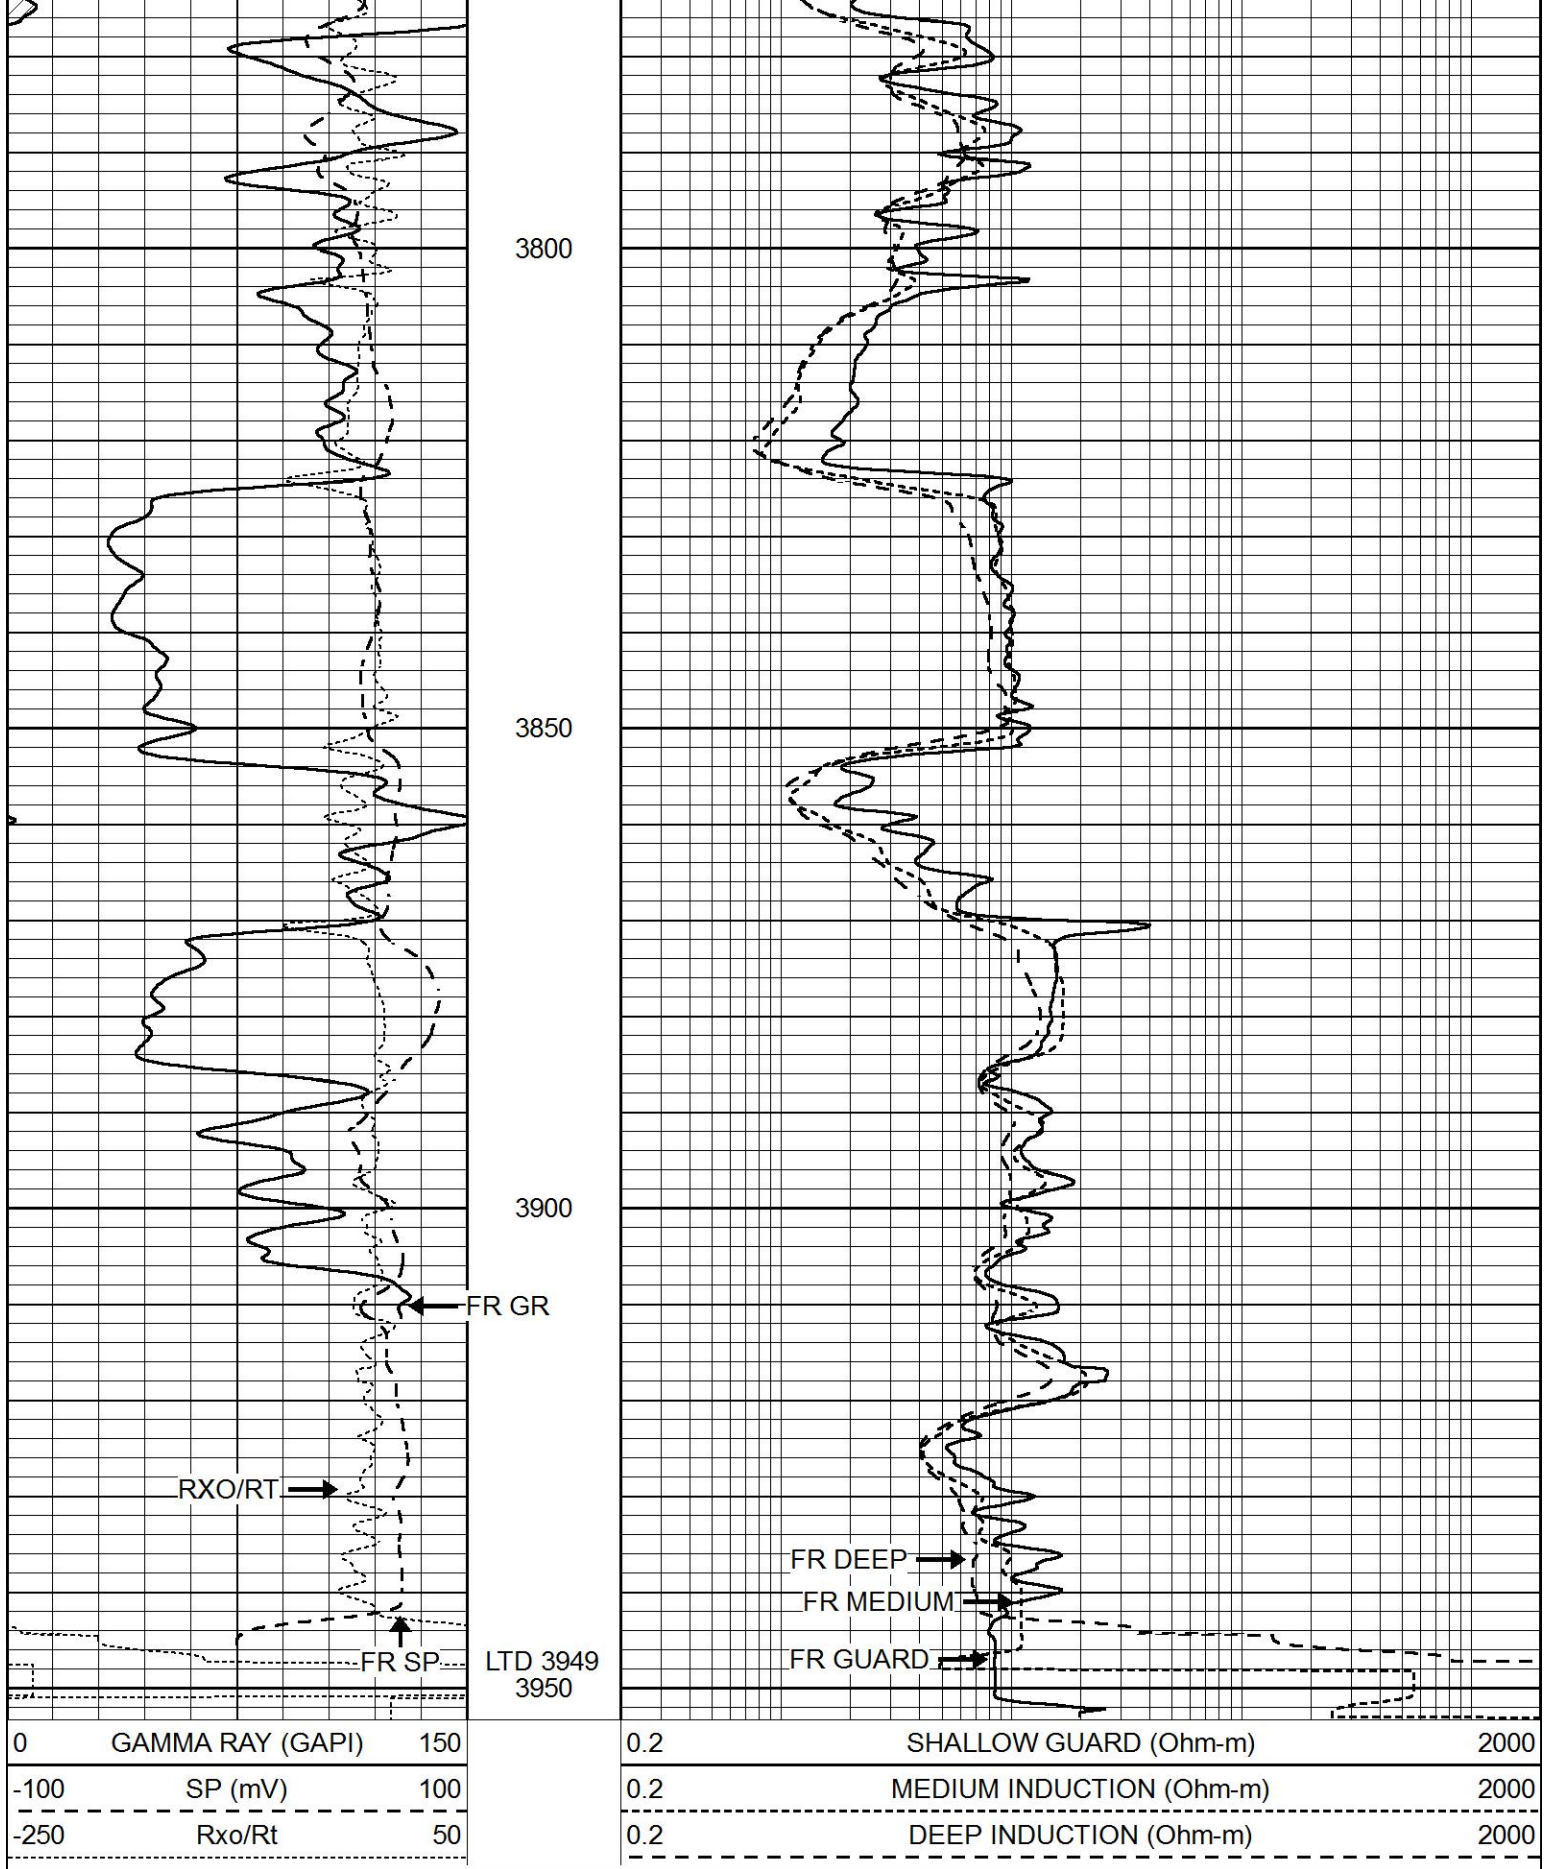 3800
3850
3900
FR GR
RXO/RT
FR DEEP
FR MEDIUM
FR SP
LTD 3949
FR GUARD
3950
0 GAMMA RAY (GAPI) 150
0.2 SHALLOW GUARD (Ohm-m) 2000
-100 SP (mV) 100
0.2 MEDIUM INDUCTION (Ohm-m) 2000
-250 Rxo/Rt 50
0.2 DEEP INDUCTION (Ohm-m) 2000